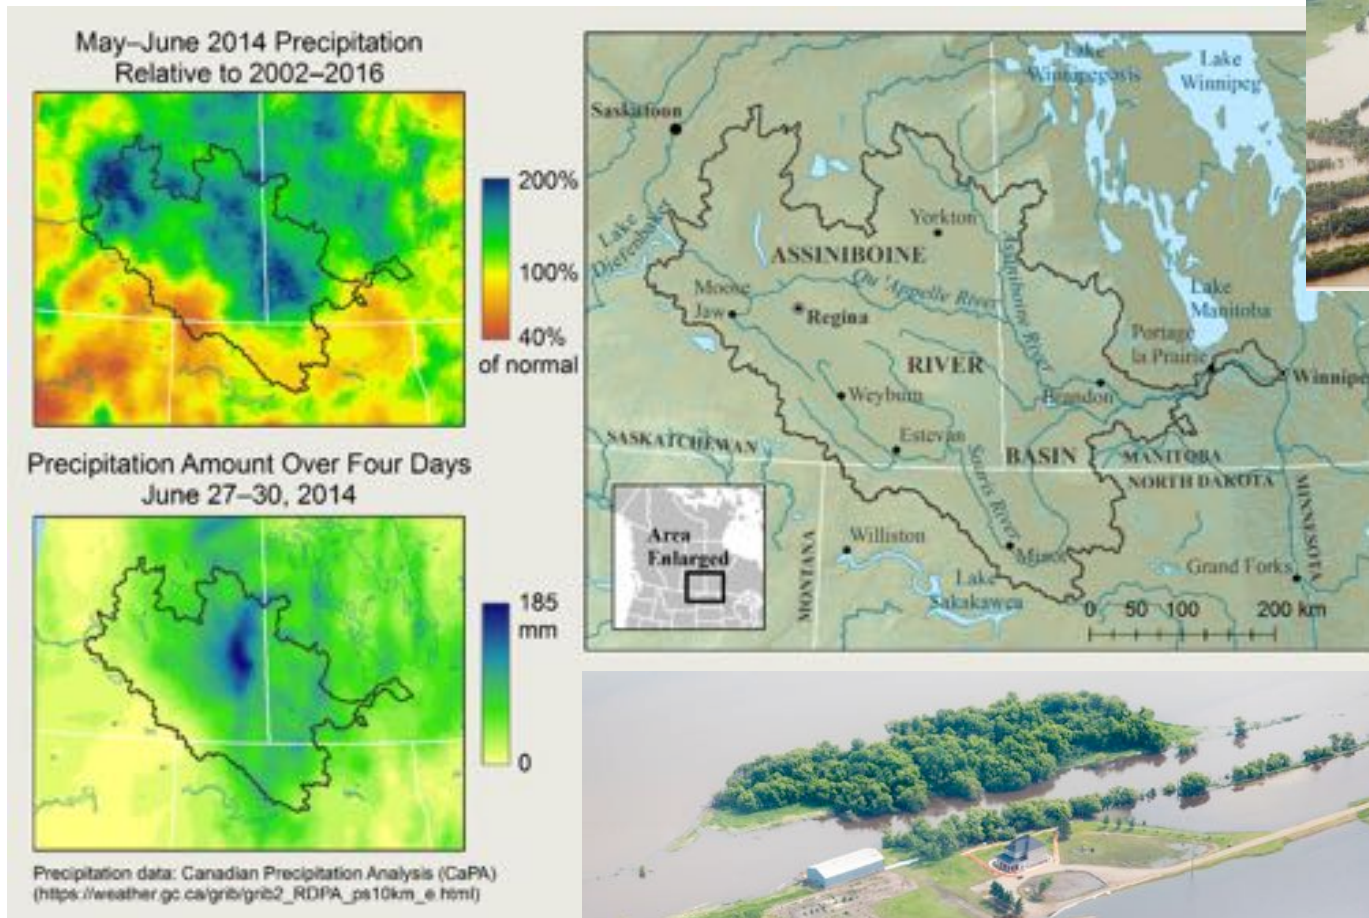 May–June 2014 Precipitation
Relative to 2002–2016
200%
100%
40%
of normal
Precipitation Amount Over Four Days
June 27–30, 2014
185
mm
0
Precipitation data: Canadian Precipitation Analysis (CaPA)
(https://weather.gc.ca/grib/grib2_RDPA_ps10km_e.html)
Lake
Winnipegosis
Lake
Winnipeg
Saskatoon
Yorkton
Lake
Diefenbaker
ASSINIBOINE
Assiniboine River
Qu'Appelle River
Moose
Jaw
Regina
Lake
Manitoba
Portage
la Prairie
RIVER
Winnipe
Weyburn
Brandon
Estevan
SASKATCHEWAN
BASIN
MANITOBA
NORTH DAKOTA
Souris River
MINNESOTA
Area
Enlarged
Williston
Minot
MONTANA
Lake
Sakakawea
Grand Forks
0 50 100 200 km